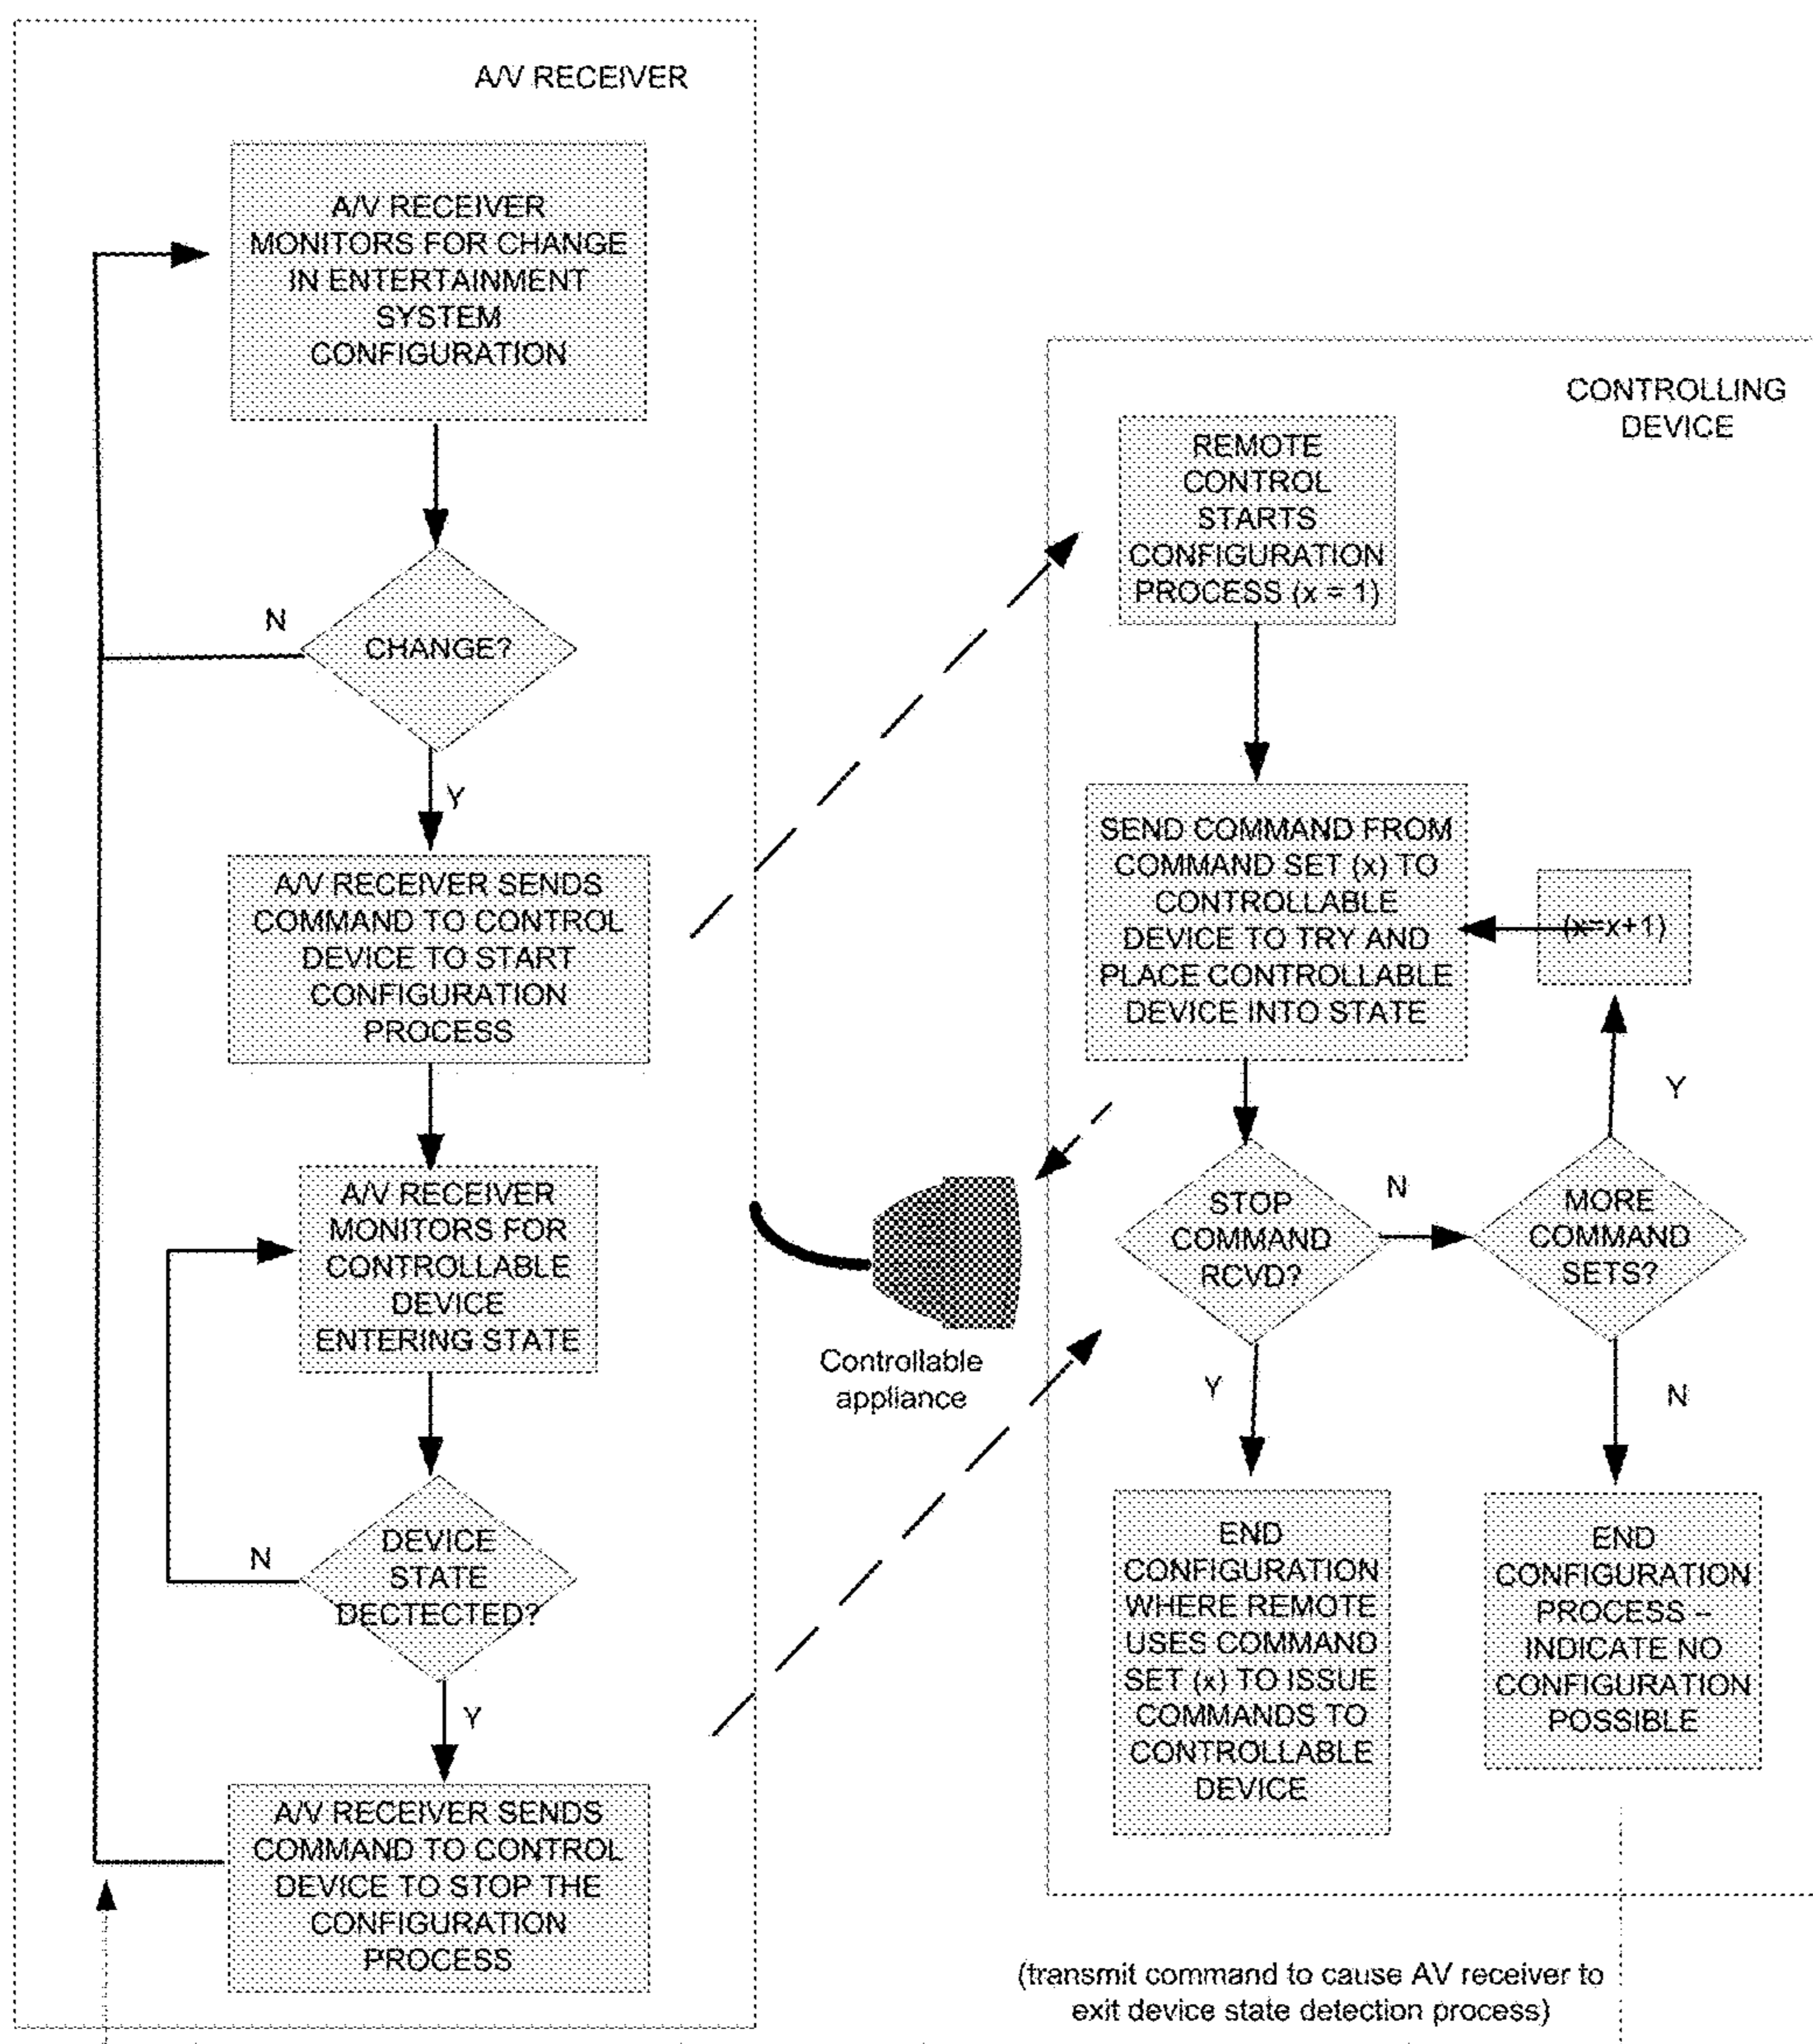 A/V RECEIVER
A/V RECEIVER
MONITORS FOR CHANGE
IN ENTERTAINMENT
SYSTEM
CONFIGURATION
CHANGE?
N
Y
A/V RECEIVER SENDS
COMMAND TO CONTROL
DEVICE TO START
CONFIGURATION
PROCESS
A/V RECEIVER
MONITORS FOR
CONTROLLABLE
DEVICE
ENTERING STATE
DEVICE
STATE
DECTECTED?
N
Y
A/V RECEIVER SENDS
COMMAND TO CONTROL
DEVICE TO STOP THE
CONFIGURATION
PROCESS
Controllable
appliance
CONTROLLING
DEVICE
REMOTE
CONTROL
STARTS
CONFIGURATION
PROCESS (x = 1)
SEND COMMAND FROM
COMMAND SET (x) TO
CONTROLLABLE
DEVICE TO TRY AND
PLACE CONTROLLABLE
DEVICE INTO STATE
(x=x+1)
Y
STOP
COMMAND
RCVD?
N
MORE
COMMAND
SETS?
Y
N
END
CONFIGURATION
WHERE REMOTE
USES COMMAND
SET (x) TO ISSUE
COMMANDS TO
CONTROLLABLE
DEVICE
END
CONFIGURATION
PROCESS –
INDICATE NO
CONFIGURATION
POSSIBLE
(transmit command to cause AV receiver to
exit device state detection process)